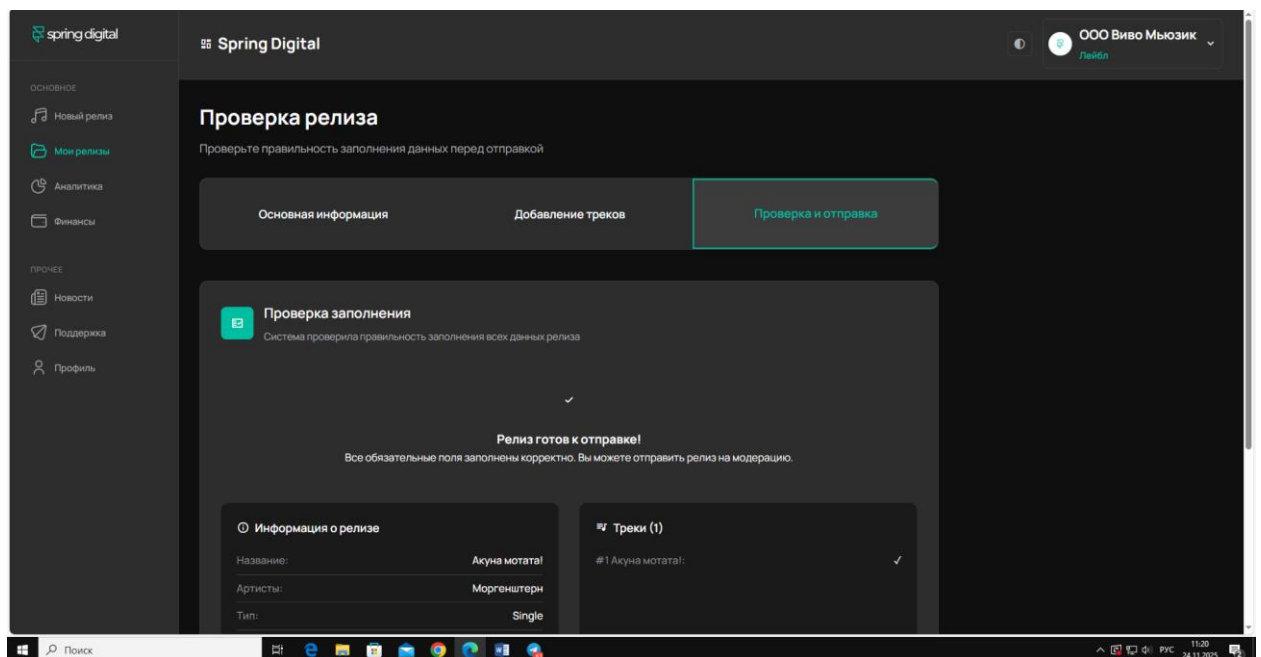 spring digital
Spring Digital
ООО Виво Мьюзик
Лейбл
ОСНОВНОЕ
Новый релиз
Мои релизы
Аналитика
Финансы
ПРОЧЕЕ
Новости
Поддержка
Профиль
Проверка релиза
Проверьте правильность заполнения данных перед отправкой
Основная информация
Добавление треков
Проверка и отправка
Проверка заполнения
Система проверила правильность заполнения всех данных релиза
Релиз готов к отправке!
Все обязательные поля заполнены корректно. Вы можете отправить релиз на модерацию.
Информация о релизе
Название: Акуна мотата!
Артисты: Моргенштерн
Тип: Single
Треки (1)
#1 Акуна мотата!:
Поиск
РУС
11:20
24.11.2025